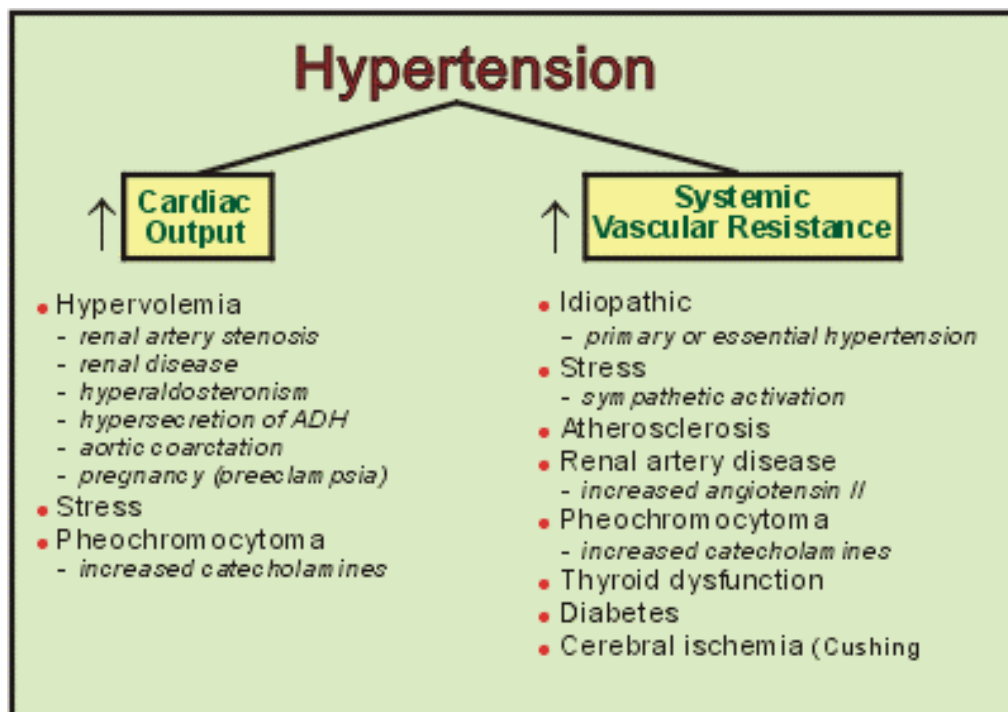 Hypertension
↑ Cardiac
Output
• Hypervolemia
- renal artery stenosis
- renal disease
- hyperaldosteronism
- hypersecretion of ADH
- aortic coarctation
- pregnancy (preeclampsia)
• Stress
• Pheochromocytoma
- increased catecholamines
↑ Systemic
Vascular Resistance
• Idiopathic
- primary or essential hypertension
• Stress
- sympathetic activation
• Atherosclerosis
• Renal artery disease
- increased angiotensin II
• Pheochromocytoma
- increased catecholamines
• Thyroid dysfunction
• Diabetes
• Cerebral ischemia (Cushing